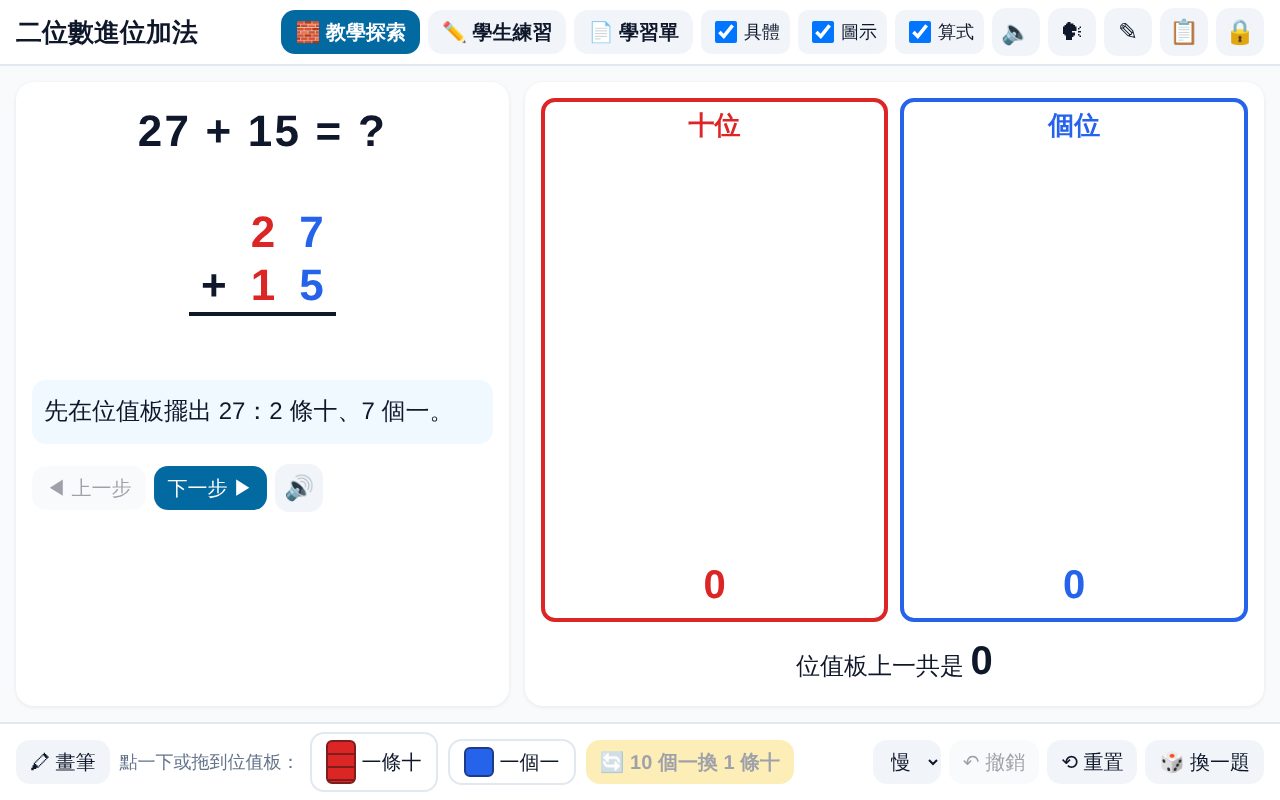 二位數進位加法
🧱 教學探索
✏️ 學生練習
📄 學習單
具體
圖示
算式
27 + 15 = ?
2 7
+ 1 5
先在位值板擺出 27：2 條十、7 個一。
◀ 上一步
下一步 ▶
十位
個位
0
0
位值板上一共是 0
畫筆
點一下或拖到位值板：
一條十
一個一
🔄 10 個一換 1 條十
慢
↶ 撤銷
⟲ 重置
🎲 換一題